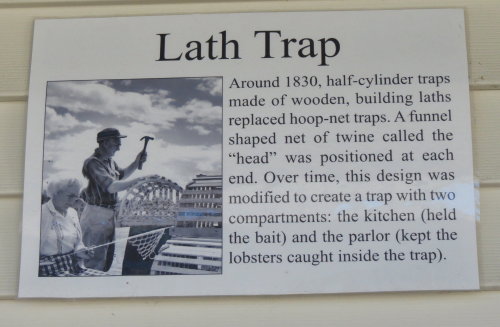 Lath Trap
Around 1830, half-cylinder traps
made of wooden, building laths
replaced hoop-net traps. A funnel
shaped net of twine called the
“head” was positioned at each
end. Over time, this design was
modified to create a trap with two
compartments: the kitchen (held
the bait) and the parlor (kept the
lobsters caught inside the trap).